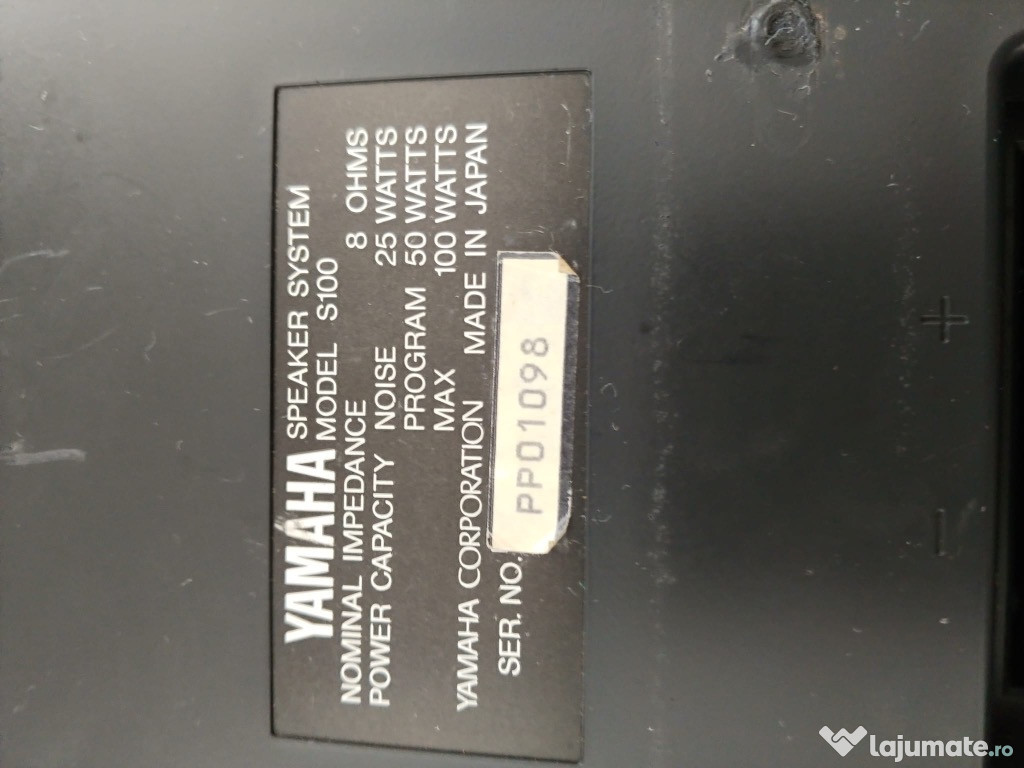 YAMAHA SPEAKER SYSTEM
MODEL S100
NOMINAL IMPEDANCE 8 OHMS
POWER CAPACITY NOISE 25 WATTS
PROGRAM 50 WATTS
MAX 100 WATTS
YAMAHA CORPORATION MADE IN JAPAN
SER. NO. PP01098
- +
lajumate.ro